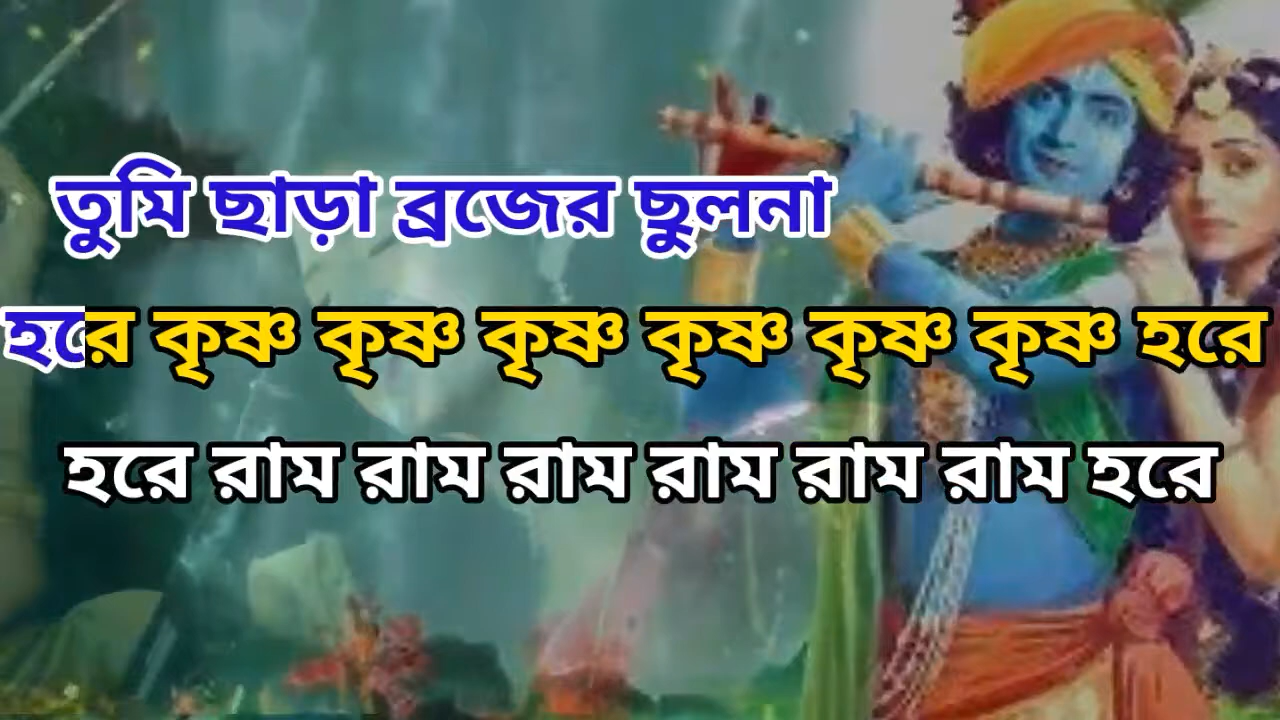 তুমি ছাড়া ব্রজের ছুলনা
হরে কৃষ্ণ কৃষ্ণ কৃষ্ণ কৃষ্ণ কৃষ্ণ কৃষ্ণ হরে
হরে রাম রাম রাম রাম রাম রাম হরে